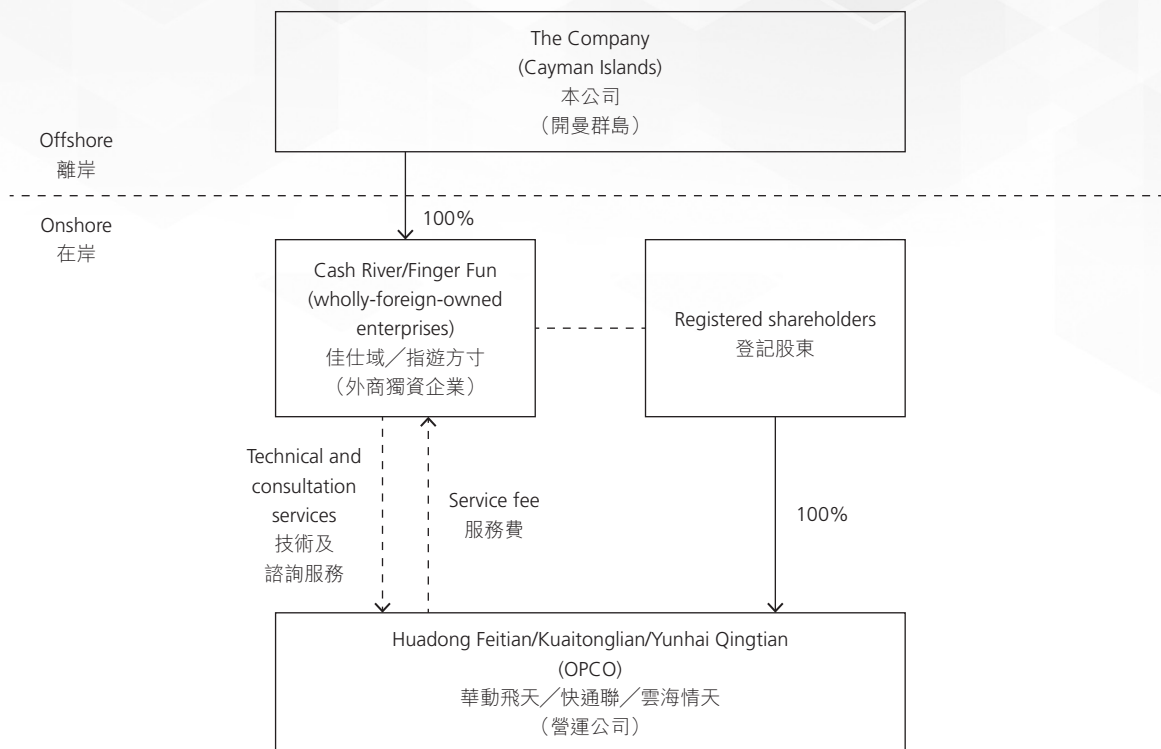 The Company
(Cayman Islands)
本公司
（開曼群島）
Offshore
離岸
Onshore
在岸
100%
Cash River/Finger Fun
(wholly-foreign-owned
enterprises)
佳仕域／指遊方寸
（外商獨資企業）
Registered shareholders
登記股東
Technical and
consultation
services
技術及
諮詢服務
Service fee
服務費
100%
Huadong Feitian/Kuaitonglian/Yunhai Qingtian
(OPCO)
華動飛天／快通聯／雲海情天
（營運公司）